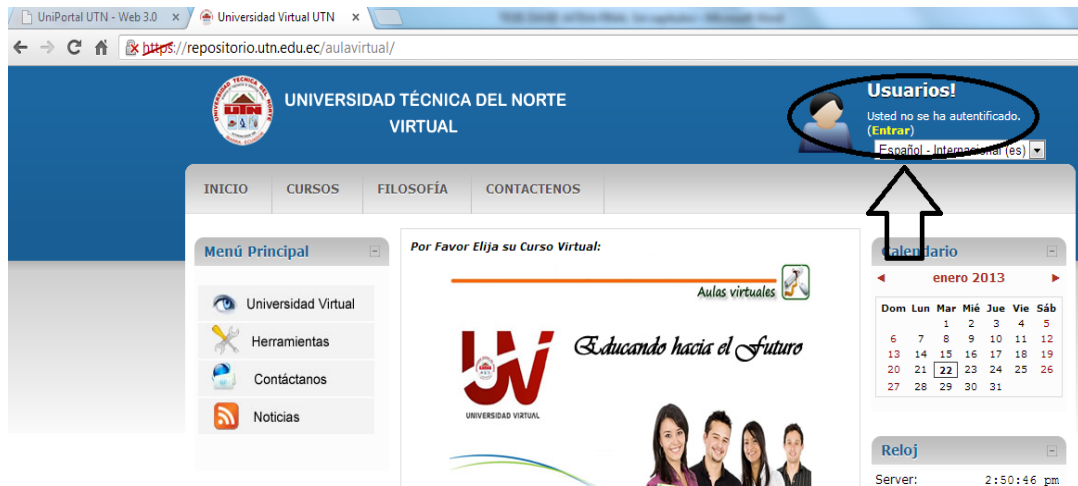 UniPortal UTN - Web 3.0
Universidad Virtual UTN
https://repositorio.utn.edu.ec/aulavirtual/
UNIVERSIDAD TÉCNICA DEL NORTE
VIRTUAL
Usuarios!
Usted no se ha autentificado.
(Entrar)
Español - Internacional (es)
INICIO CURSOS FILOSOFÍA CONTACTENOS
Menú Principal
Universidad Virtual
Herramientas
Contáctanos
Noticias
Por Favor Elija su Curso Virtual:
Aulas virtuales
UV
Educando hacia el Futuro
UNIVERSIDAD VIRTUAL
Calendario
enero 2013
Dom Lun Mar Mié Jue Vie Sáb
1 2 3 4 5
6 7 8 9 10 11 12
13 14 15 16 17 18 19
20 21 22 23 24 25 26
27 28 29 30 31
Reloj
Server: 2:50:46 pm